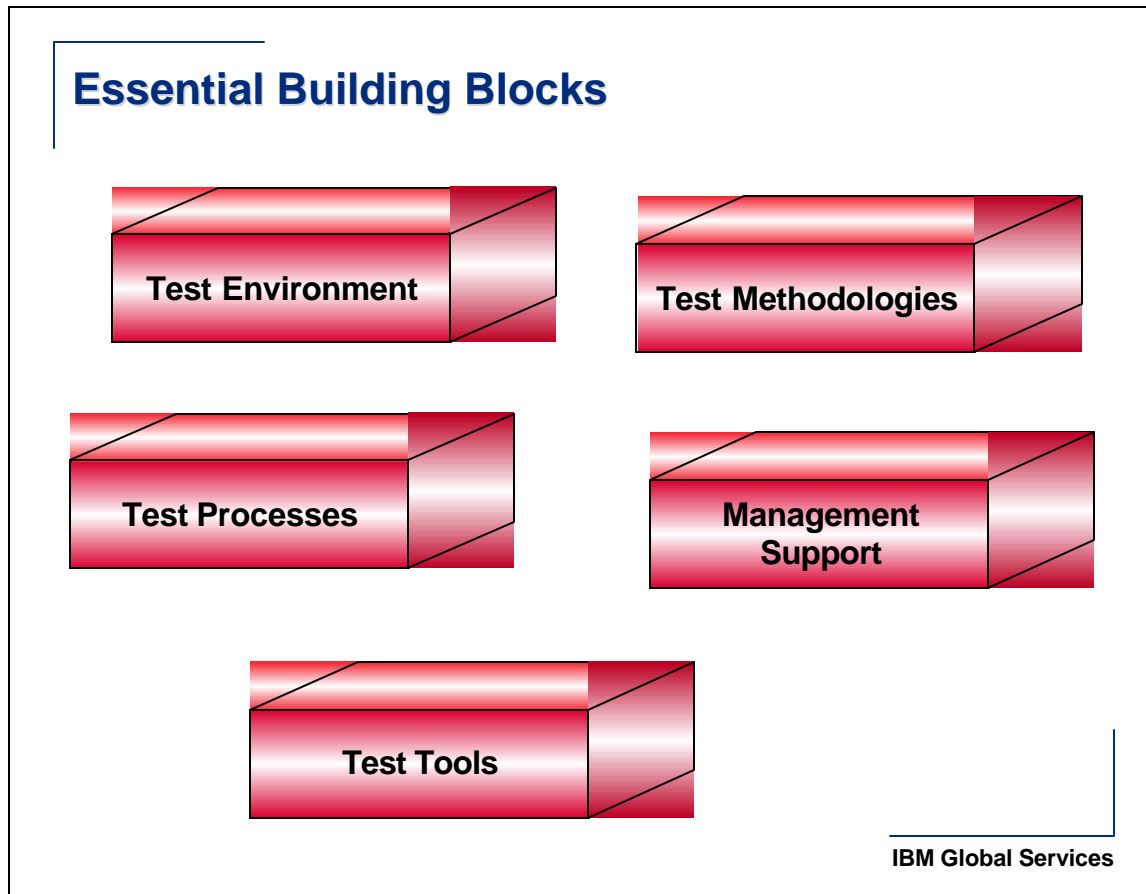 Essential Building Blocks
Test Environment
Test Methodologies
Test Processes
Management
Support
Test Tools
IBM Global Services